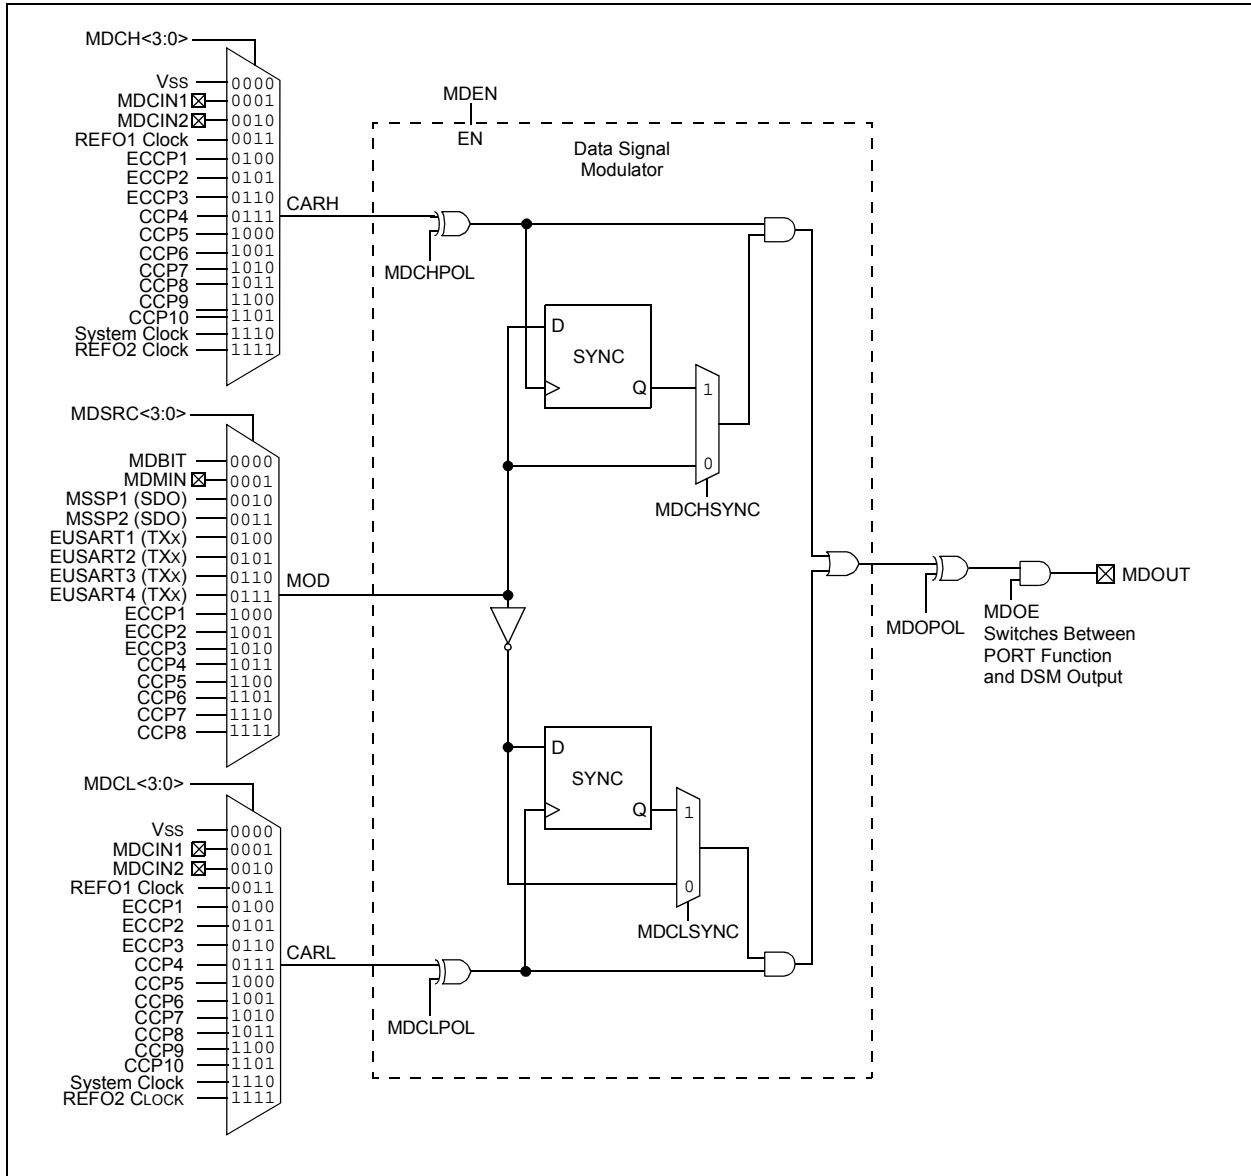 MDCH<3:0>
VSS 0000
MDCIN1 0001
MDCIN2 0010
REFO1 Clock 0011
ECCP1 0100
ECCP2 0101
ECCP3 0110
CCP4 0111
CCP5 1000
CCP6 1001
CCP7 1010
CCP8 1011
CCP9 1100
CCP10 1101
System Clock 1110
REFO2 Clock 1111
CARH
MDCHPOL
MDEN
EN
Data Signal
Modulator
D
SYNC
Q
1
0
MDCHSYNC
MDSRC<3:0>
MDBIT 0000
MDMIN 0001
MSSP1 (SDO) 0010
MSSP2 (SDO) 0011
EUSART1 (TXx) 0100
EUSART2 (TXx) 0101
EUSART3 (TXx) 0110
EUSART4 (TXx) 0111
ECCP1 1000
ECCP2 1001
ECCP3 1010
CCP4 1011
CCP5 1100
CCP6 1101
CCP7 1110
CCP8 1111
MOD
MDOPOL
MDOE
Switches Between
PORT Function
and DSM Output
MDOUT
D
SYNC
Q
1
0
MDCLSYNC
MDCL<3:0>
VSS 0000
MDCIN1 0001
MDCIN2 0010
REFO1 Clock 0011
ECCP1 0100
ECCP2 0101
ECCP3 0110
CCP4 0111
CCP5 1000
CCP6 1001
CCP7 1010
CCP8 1011
CCP9 1100
CCP10 1101
System Clock 1110
REFO2 CLOCK 1111
CARL
MDCLPOL